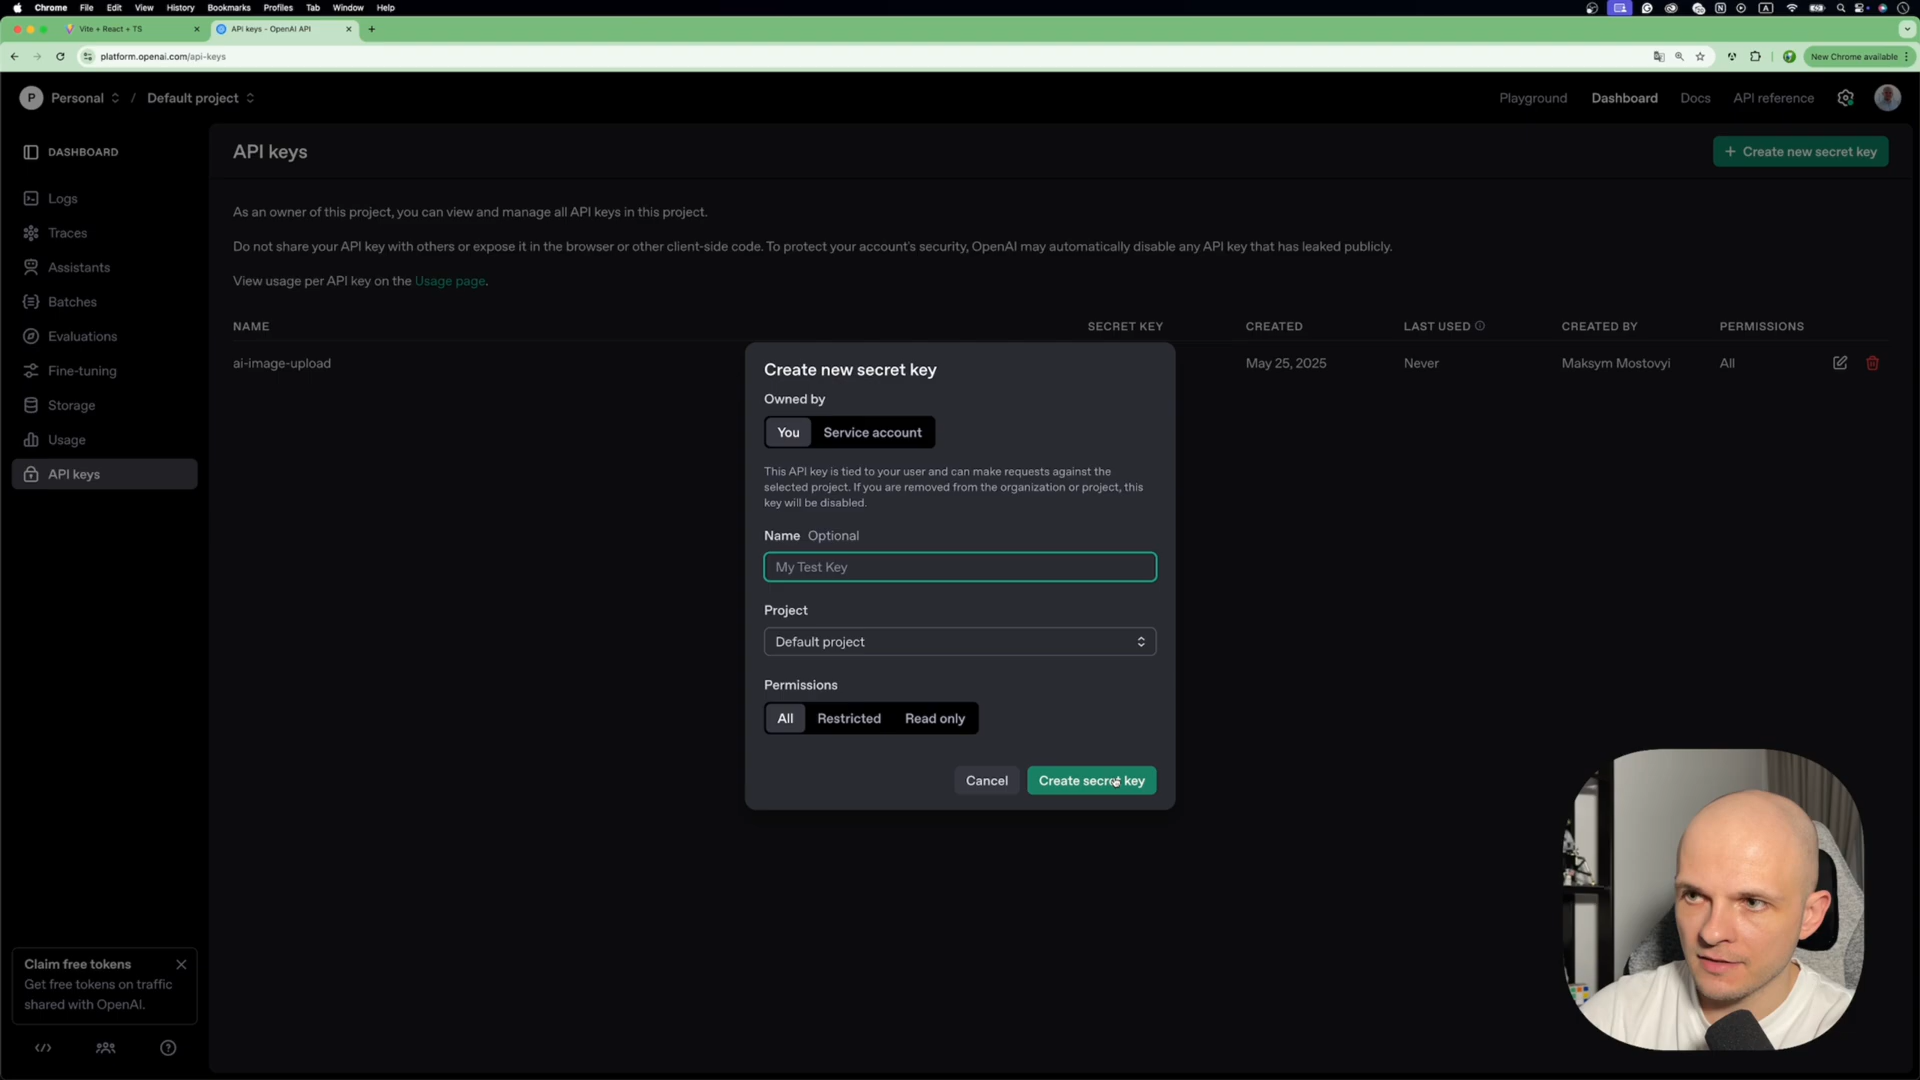 Chrome File Edit View History Bookmarks Profiles Tab Window Help
Vite + React + TS
API keys - OpenAI API
platform.openai.com/api-keys
New Chrome available
P Personal / Default project
Playground Dashboard Docs API reference
DASHBOARD
Logs
Traces
Assistants
Batches
Evaluations
Fine-tuning
Storage
Usage
API keys
API keys
+ Create new secret key
As an owner of this project, you can view and manage all API keys in this project.
Do not share your API key with others or expose it in the browser or other client-side code. To protect your account's security, OpenAI may automatically disable any API key that has leaked publicly.
View usage per API key on the Usage page.
NAME SECRET KEY CREATED LAST USED CREATED BY PERMISSIONS
ai-image-upload May 25, 2025 Never Maksym Mostovyi All
Create new secret key
Owned by
You Service account
This API key is tied to your user and can make requests against the
selected project. If you are removed from the organization or project, this
key will be disabled.
Name Optional
My Test Key
Project
Default project
Permissions
All Restricted Read only
Cancel Create secret key
Claim free tokens
Get free tokens on traffic
shared with OpenAI.